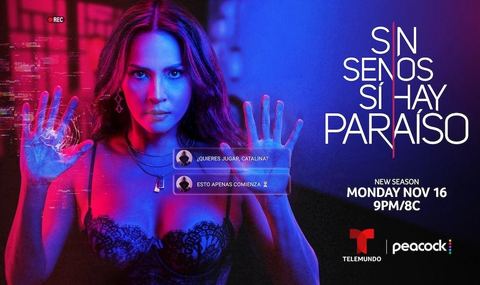 REC
SIN
SENOS
SÍ HAY
PARAÍSO
¿QUIERES JUGAR, CATALINA?
ESTO APENAS COMIENZA
NEW SEASON
MONDAY NOV 16
9PM/8C
TELEMUNDO
peacock